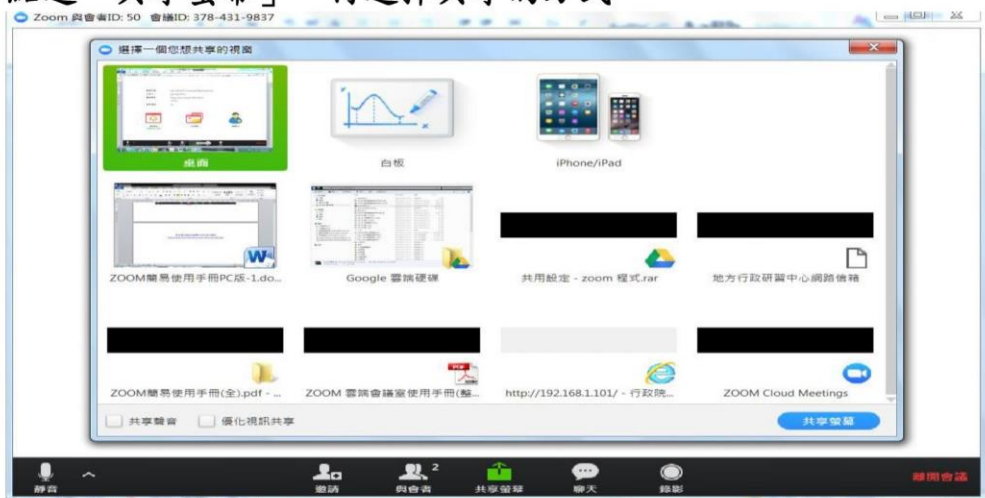 Zoom 與會者ID: 50 會議ID: 378-431-9837
選擇一個您想共享的視窗
桌面
白板
iPhone/iPad
ZOOM簡易使用手冊PC版-1.do...
Google 雲端硬碟
共用設定 - zoom 程式.rar
地方行政研習中心網路信箱
ZOOM簡易使用手冊(全).pdf - ...
ZOOM 雲端會議室使用手冊(整...
http://192.168.1.101/ - 行政院...
ZOOM Cloud Meetings
共享聲音
優化視訊共享
共享螢幕
靜音
邀請
與會者 2
共享螢幕
聊天
錄影
離開會議